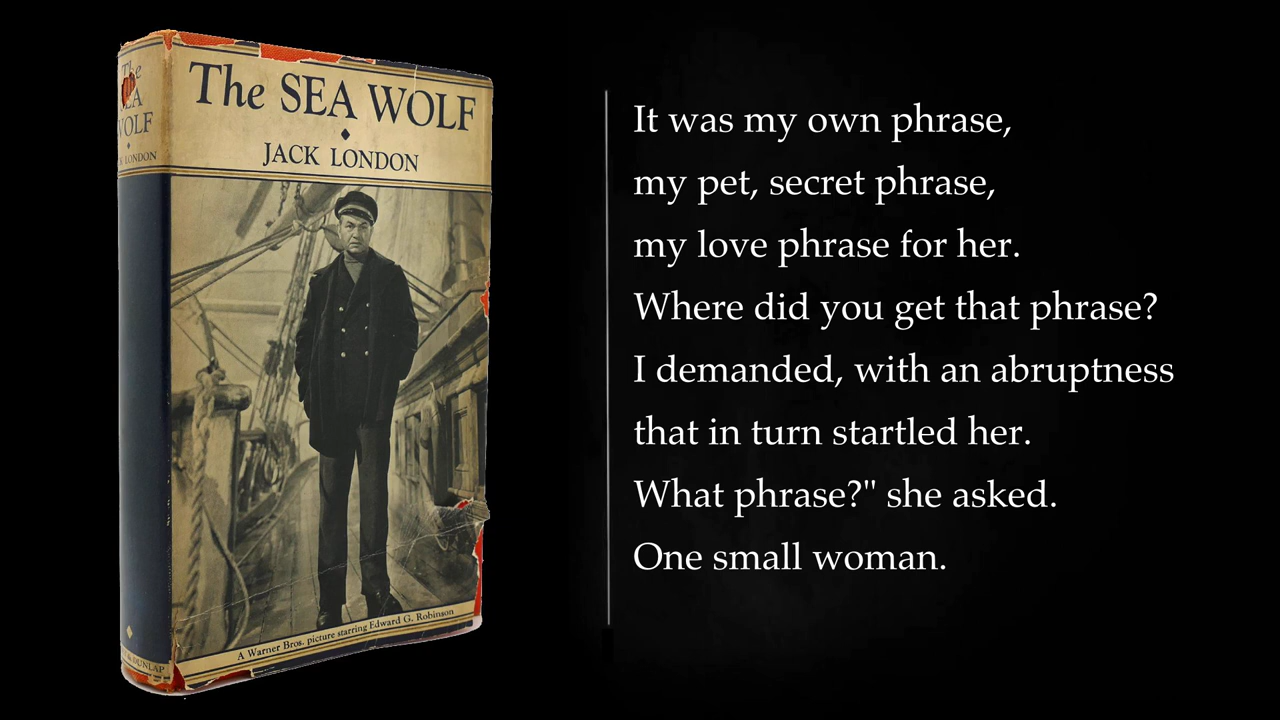 The SEA WOLF
JACK LONDON
The
SEA
WOLF
LONDON
DUNLAP
A Warner Bros. picture starring Edward G. Robinson
It was my own phrase,
my pet, secret phrase,
my love phrase for her.
Where did you get that phrase?
I demanded, with an abruptness
that in turn startled her.
What phrase?" she asked.
One small woman.